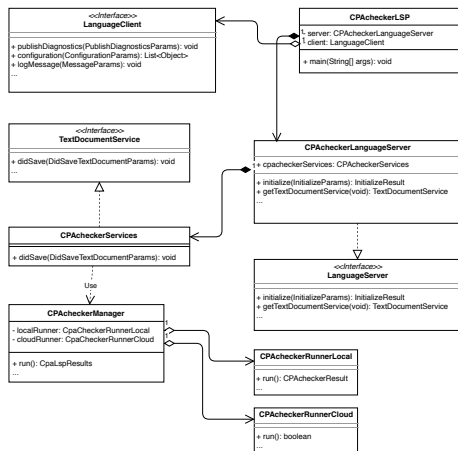 <<Interface>>
LanguageClient
+ publishDiagnostics(PublishDiagnosticsParams): void
+ configuration(ConfigurationParams): List<Object>
+ logMessage(MessageParams): void
...
CPAcheckerLSP
1
- server: CPAcheckerLanguageServer
1
client: LanguageClient
+ main(String[] args): void
<<Interface>>
TextDocumentService
+ didSave(DidSaveTextDocumentParams): void
...
CPAcheckerLanguageServer
1
+ cpacheckerServices: CPAcheckerServices
+ initialize(InitializeParams): InitializeResult
+ getTextDocumentService(void): TextDocumentService
...
CPAcheckerServices
+ didSave(DidSaveTextDocumentParams): void
Use
<<Interface>>
LanguageServer
+ initialize(InitializeParams): InitializeResult
+ getTextDocumentService(void): TextDocumentService
...
CPAcheckerManager
- localRunner: CpaCheckerRunnerLocal
1
- cloudRunner: CpaCheckerRunnerCloud
1
+ run(): CpaLspResults
...
CPAcheckerRunnerLocal
+ run(): CPAcheckerResult
...
CPAcheckerRunnerCloud
+ run(): boolean
...